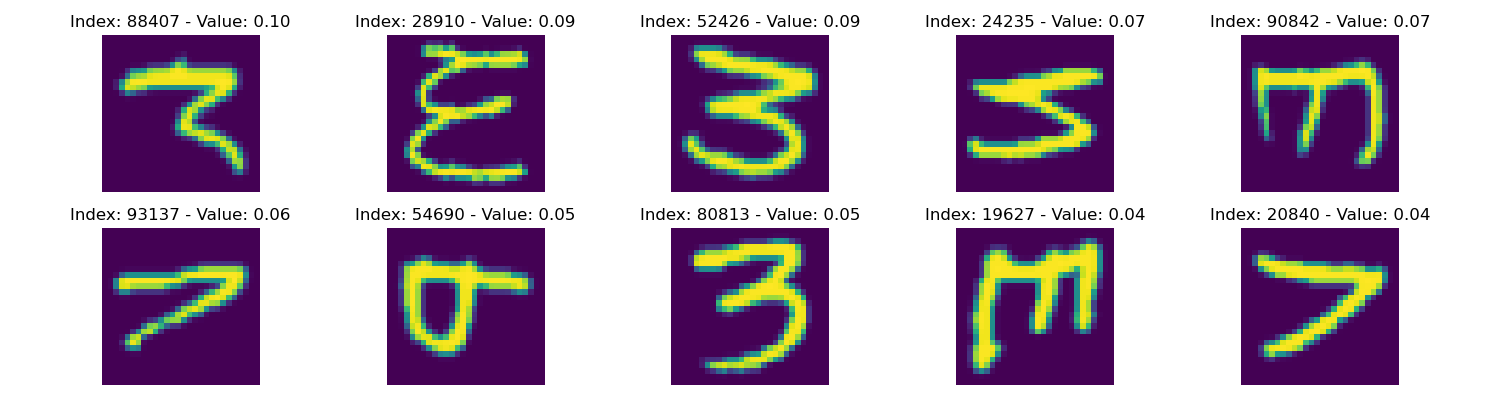 Index: 88407 - Value: 0.10 Index: 28910 - Value: 0.09 Index: 52426 - Value: 0.09 Index: 24235 - Value: 0.07 Index: 90842 - Value: 0.07
Index: 93137 - Value: 0.06 Index: 54690 - Value: 0.05 Index: 80813 - Value: 0.05 Index: 19627 - Value: 0.04 Index: 20840 - Value: 0.04